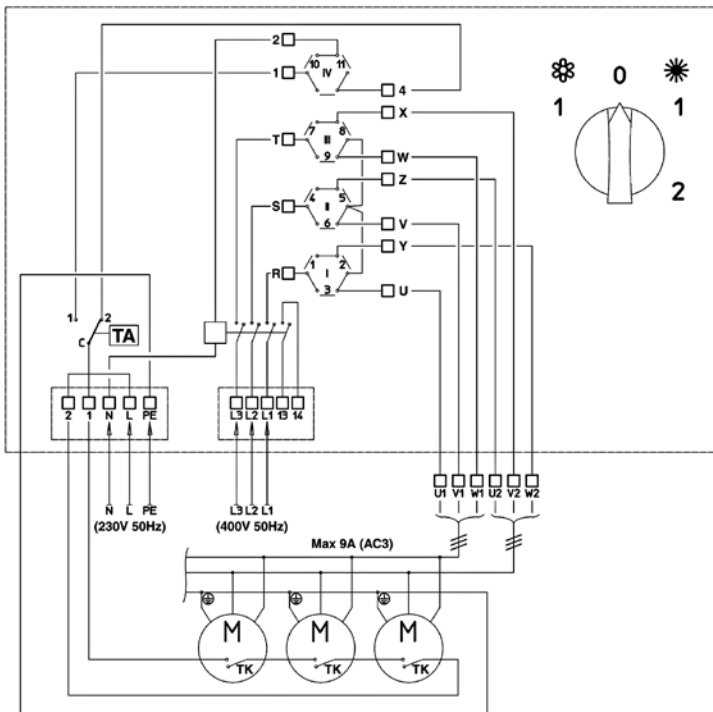 2
10 11
1 IV
4
X
0
1 1
7 8
T III
9 W
2
Z
4 5
S II
6 V
Y
1 2
R I
3 U
1 2
TA
C
2 1 N L PE
L3 L2 L1 13 14
U1 V1 W1 U2 V2 W2
N L PE
(230V 50Hz)
L3 L2 L1
(400V 50Hz)
Max 9A (AC3)
M M M
TK TK TK